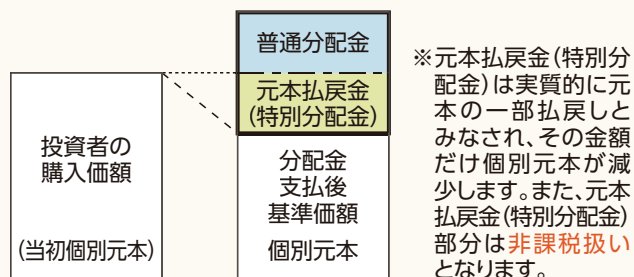 普通分配金
元本払戻金
(特別分配金)
投資者の
購入価額
(当初個別元本)
分配金
支払後
基準価額
個別元本
※元本払戻金(特別分
配金)は実質的に元
本の一部払戻しと
みなされ、その金額
だけ個別元本が減
少します。また、元本
払戻金(特別分配金)
部分は非課税扱い
となります。